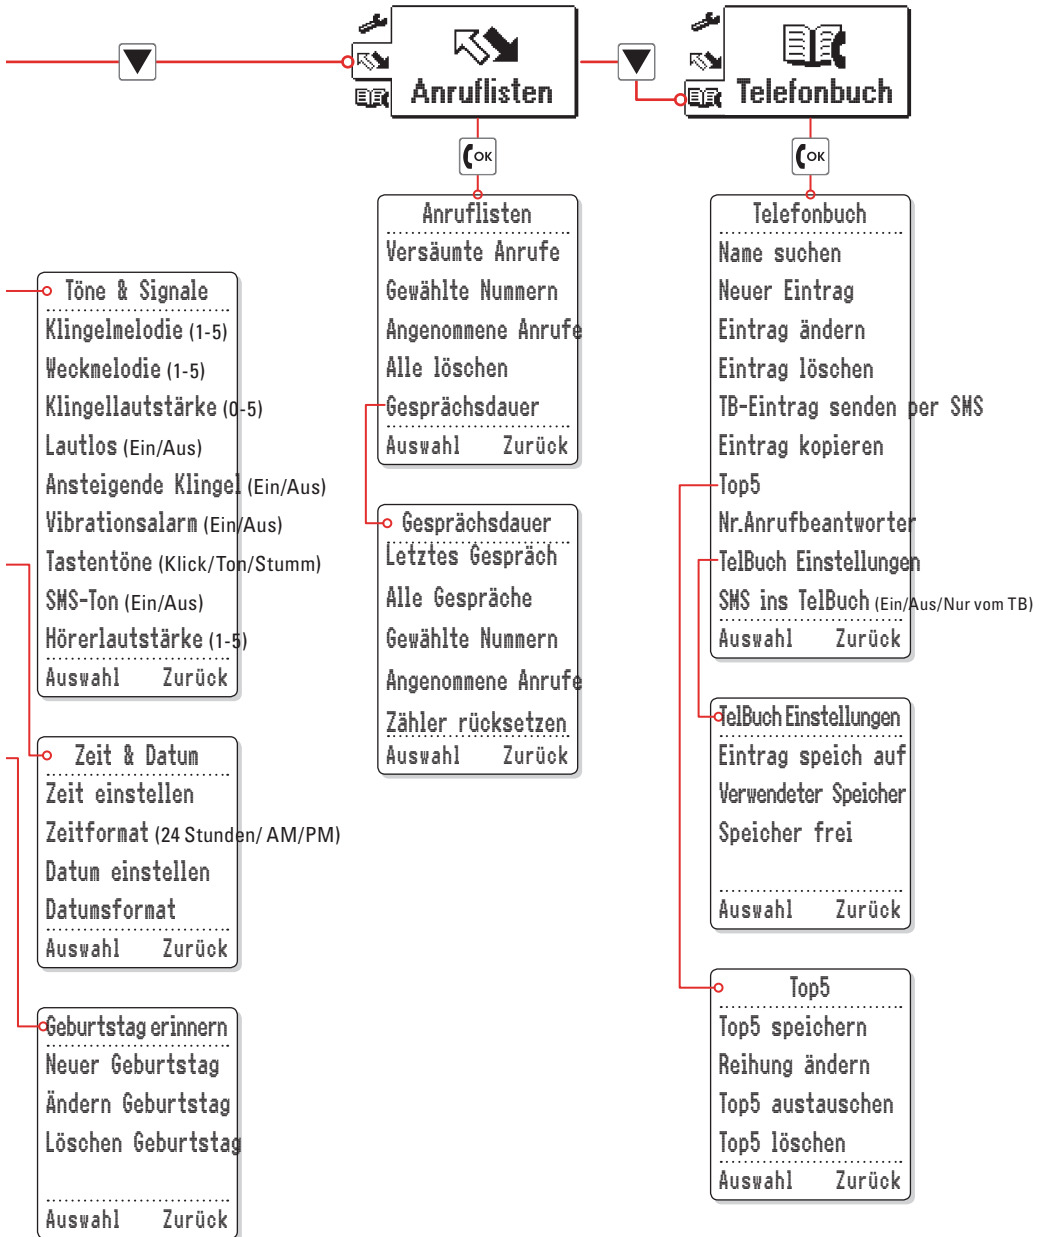 Anruflisten
Telefonbuch
OK
OK
Töne & Signale
Klingelmelodie (1-5)
Weckmelodie (1-5)
Klingellautstärke (0-5)
Lautlos (Ein/Aus)
Ansteigende Klingel (Ein/Aus)
Vibrationsalarm (Ein/Aus)
Tastentöne (Klick/Ton/Stumm)
SMS-Ton (Ein/Aus)
Hörerlautstärke (1-5)
Auswahl Zurück
Zeit & Datum
Zeit einstellen
Zeitformat (24 Stunden/ AM/PM)
Datum einstellen
Datumsformat
Auswahl Zurück
Geburtstag erinnern
Neuer Geburtstag
Ändern Geburtstag
Löschen Geburtstag
Auswahl Zurück
Anruflisten
Versäumte Anrufe
Gewählte Nummern
Angenommene Anrufe
Alle löschen
Gesprächsdauer
Auswahl Zurück
Gesprächsdauer
Letztes Gespräch
Alle Gespräche
Gewählte Nummern
Angenommene Anrufe
Zähler rücksetzen
Auswahl Zurück
Telefonbuch
Name suchen
Neuer Eintrag
Eintrag ändern
Eintrag löschen
TB-Eintrag senden per SMS
Eintrag kopieren
Top5
Nr.Anrufbeantworter
TelBuch Einstellungen
SMS ins TelBuch (Ein/Aus/Nur vom TB)
Auswahl Zurück
TelBuch Einstellungen
Eintrag speich auf
Verwendeter Speicher
Speicher frei
Auswahl Zurück
Top5
Top5 speichern
Reihung ändern
Top5 austauschen
Top5 löschen
Auswahl Zurück